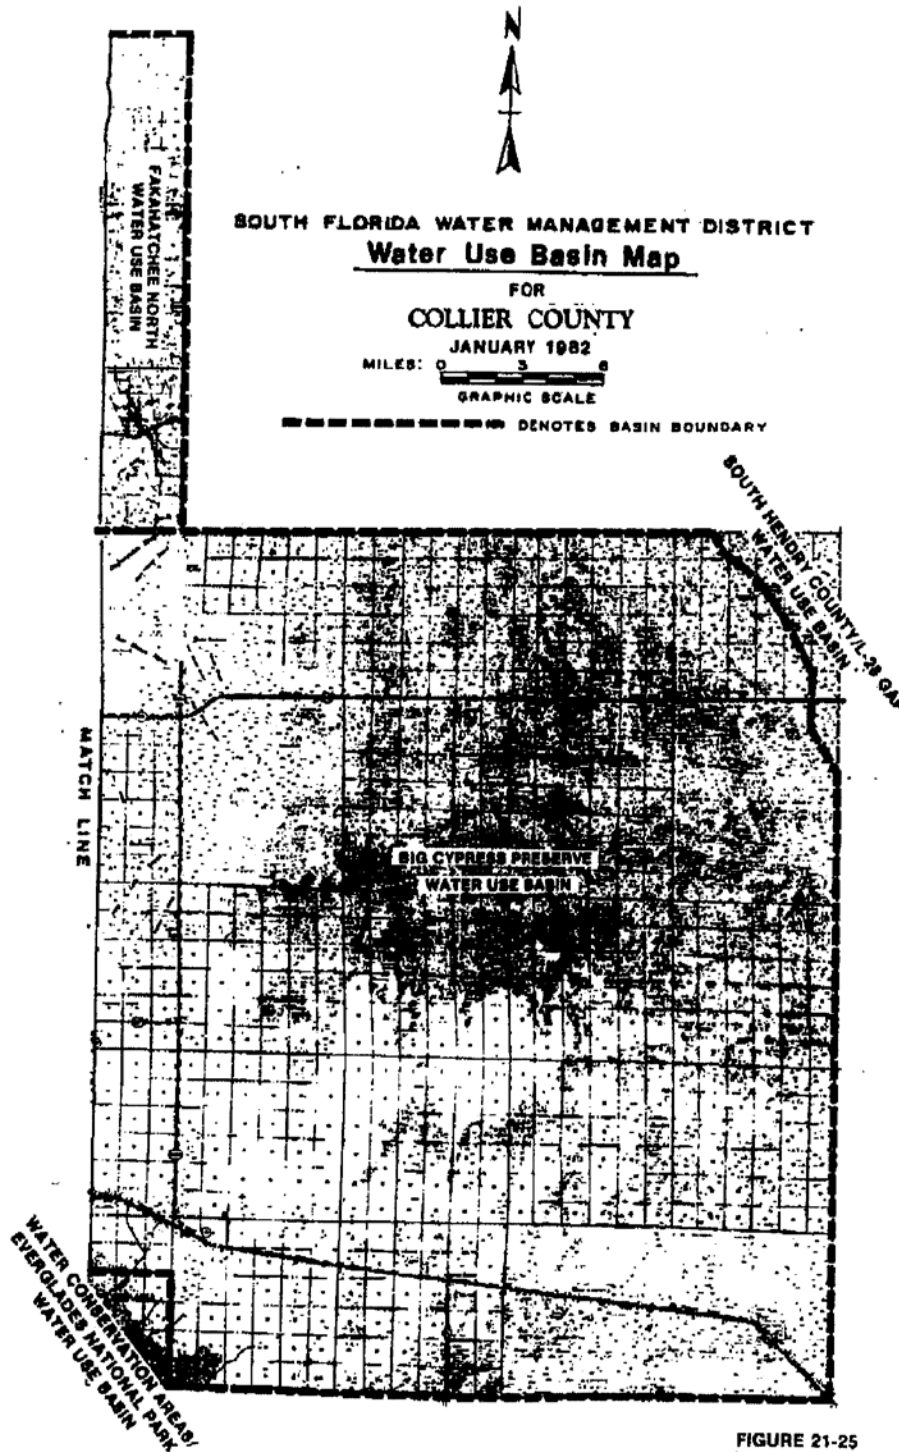 N
SOUTH FLORIDA WATER MANAGEMENT DISTRICT
Water Use Basin Map
FOR
COLLIER COUNTY
JANUARY 1982
MILES: 0 3 6
GRAPHIC SCALE
DENOTES BASIN BOUNDARY
FAKAHATCHEE NORTH
WATER USE BASIN
SOUTH HENDRY COUNTY/L-28 GAP
WATER USE BASIN
MATCH LINE
BIG CYPRESS PRESERVE
WATER USE BASIN
WATER CONSERVATION AREAS/
EVERGLADES NATIONAL PARK
WATER USE BASIN
FIGURE 21-25